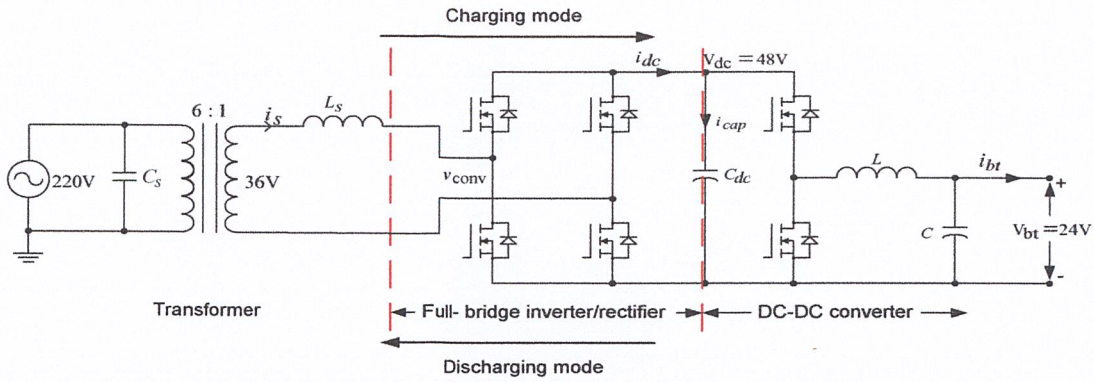 Charging mode
6 : 1
i_s
L_s
i_dc
V_dc = 48V
i_cap
220V
C_s
36V
v_conv
C_dc
L
i_bt
C
+
V_bt = 24V
-
Transformer
Full- bridge inverter/rectifier
DC-DC converter
Discharging mode